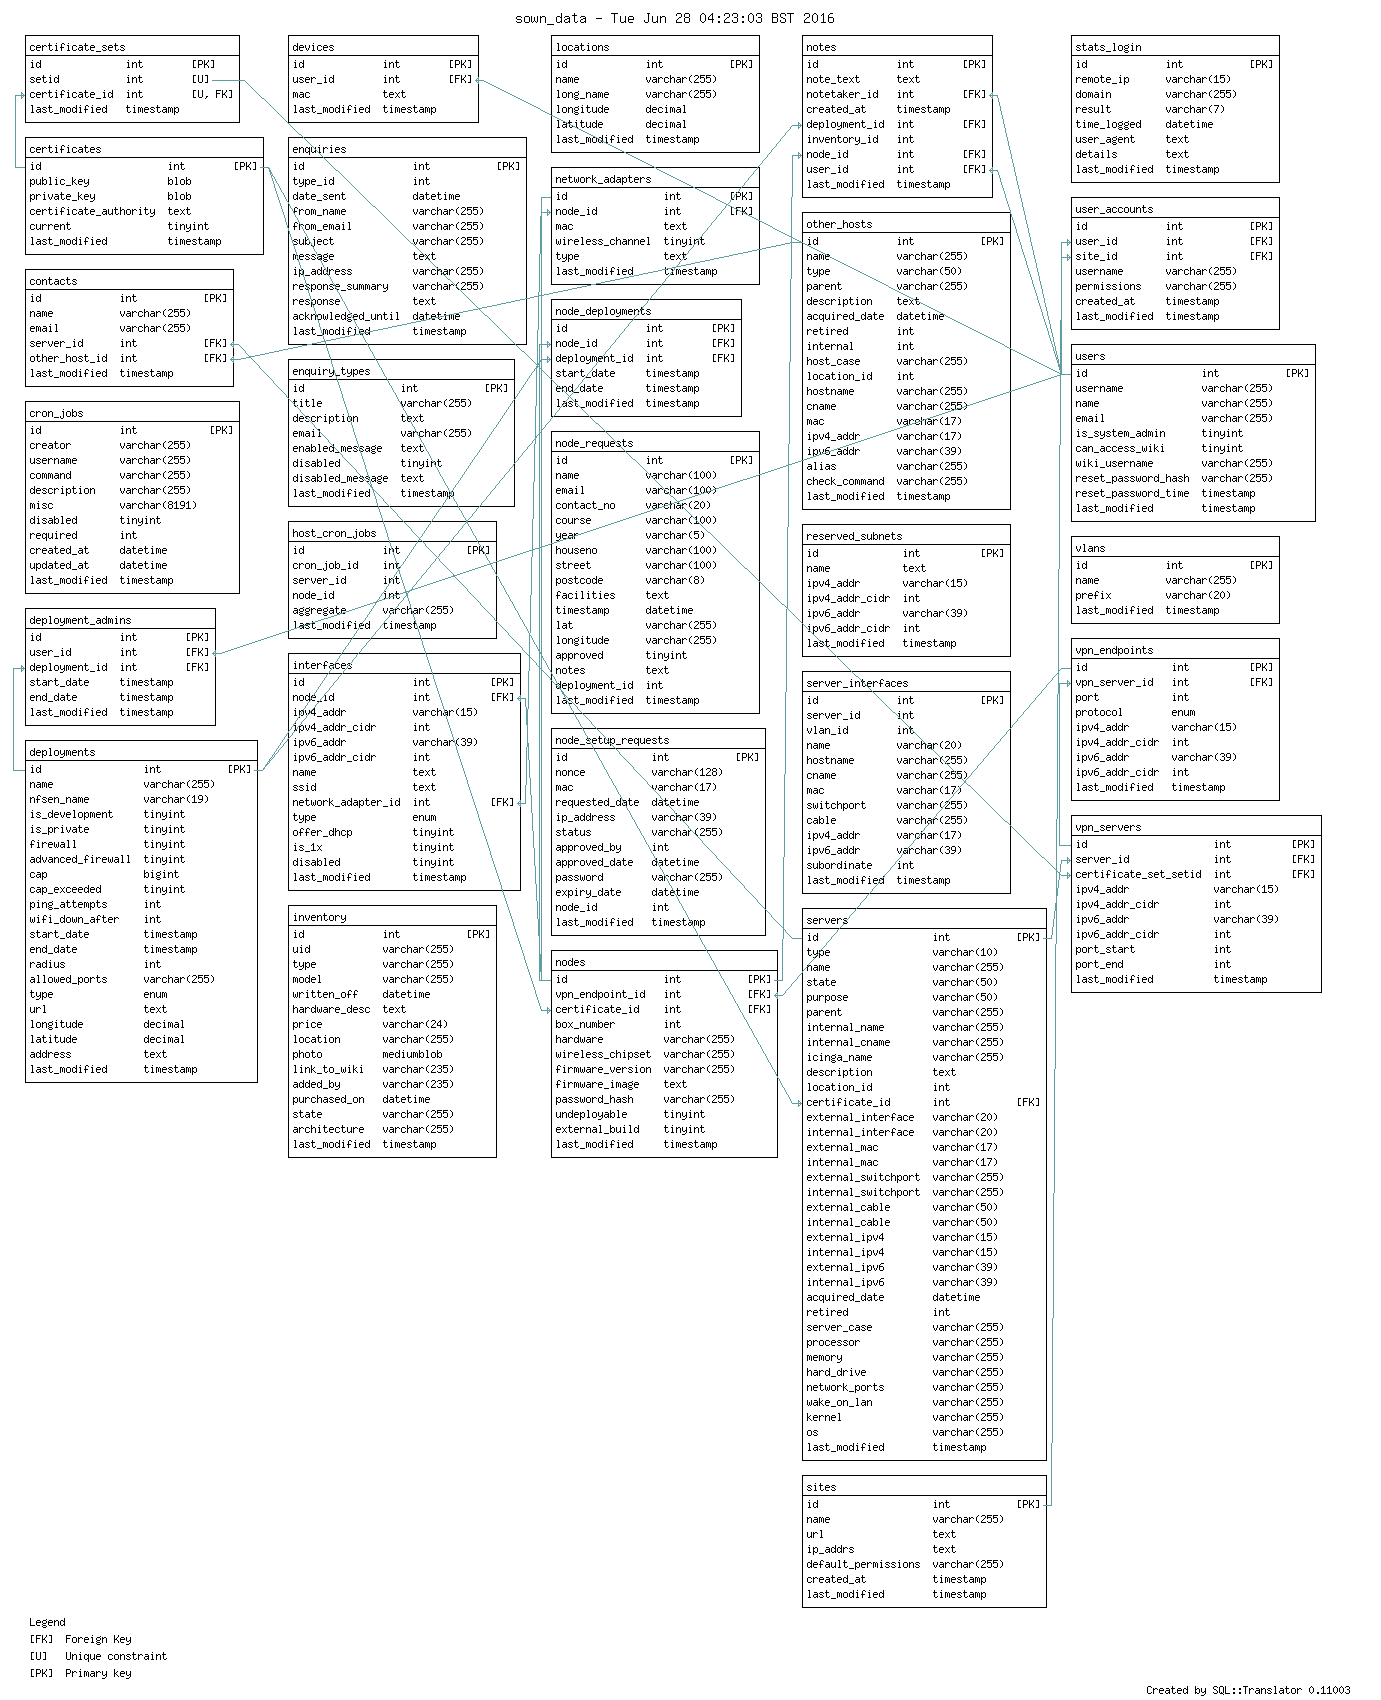 sown_data - Tue Jun 28 04:23:03 BST 2016
certificate_sets
id int [PK]
setid int [U]
certificate_id int [U, FK]
last_modified timestamp
certificates
id int [PK]
public_key blob
private_key blob
certificate_authority text
current tinyint
last_modified timestamp
contacts
id int [PK]
name varchar(255)
email varchar(255)
server_id int [FK]
other_host_id int [FK]
last_modified timestamp
cron_jobs
id int [PK]
creator varchar(255)
username varchar(255)
command varchar(255)
description varchar(255)
misc varchar(8191)
disabled tinyint
required int
created_at datetime
updated_at datetime
last_modified timestamp
deployment_admins
id int [PK]
user_id int [FK]
deployment_id int [FK]
start_date timestamp
end_date timestamp
last_modified timestamp
deployments
id int [PK]
name varchar(255)
nfsen_name varchar(19)
is_development tinyint
is_private tinyint
firewall tinyint
advanced_firewall tinyint
cap bigint
cap_exceeded tinyint
ping_attempts int
wifi_down_after int
start_date timestamp
end_date timestamp
radius int
allowed_ports varchar(255)
type enum
url text
longitude decimal
latitude decimal
address text
last_modified timestamp
devices
id int [PK]
user_id int [FK]
mac text
last_modified timestamp
enquiries
id int [PK]
type_id int
date_sent datetime
from_name varchar(255)
from_email varchar(255)
subject varchar(255)
message text
ip_address varchar(255)
response_summary varchar(255)
response text
acknowledged_until datetime
last_modified timestamp
enquiry_types
id int [PK]
title varchar(255)
description text
email varchar(255)
enabled_message text
disabled tinyint
disabled_message text
last_modified timestamp
host_cron_jobs
id int [PK]
cron_job_id int
server_id int
node_id int
aggregate varchar(255)
last_modified timestamp
interfaces
id int [PK]
node_id int [FK]
ipv4_addr varchar(15)
ipv4_addr_cidr int
ipv6_addr varchar(39)
ipv6_addr_cidr int
name text
ssid text
network_adapter_id int [FK]
type enum
offer_dhcp tinyint
is_1x tinyint
disabled tinyint
last_modified timestamp
inventory
id int [PK]
uid varchar(255)
type varchar(255)
model varchar(255)
written_off datetime
hardware_desc text
price varchar(24)
location varchar(255)
photo mediumblob
link_to_wiki varchar(235)
added_by varchar(235)
purchased_on datetime
state varchar(255)
architecture varchar(255)
last_modified timestamp
locations
id int [PK]
name varchar(255)
long_name varchar(255)
longitude decimal
latitude decimal
last_modified timestamp
network_adapters
id int [PK]
node_id int [FK]
mac text
wireless_channel tinyint
type text
last_modified timestamp
node_deployments
id int [PK]
node_id int [FK]
deployment_id int [FK]
start_date timestamp
end_date timestamp
last_modified timestamp
node_requests
id int [PK]
name varchar(100)
email varchar(100)
contact_no varchar(20)
course varchar(100)
year varchar(5)
houseno varchar(100)
street varchar(100)
postcode varchar(8)
facilities text
timestamp datetime
lat varchar(255)
longitude varchar(255)
approved tinyint
notes text
deployment_id int
last_modified timestamp
node_setup_requests
id int [PK]
nonce varchar(128)
mac varchar(17)
requested_date datetime
ip_address varchar(39)
status varchar(255)
approved_by int
approved_date datetime
password varchar(255)
expiry_date datetime
node_id int
last_modified timestamp
nodes
id int [PK]
vpn_endpoint_id int [FK]
certificate_id int [FK]
box_number int
hardware varchar(255)
wireless_chipset varchar(255)
firmware_version varchar(255)
firmware_image text
password_hash varchar(255)
undeployable tinyint
external_build tinyint
last_modified timestamp
notes
id int [PK]
note_text text
notetaker_id int [FK]
created_at timestamp
deployment_id int [FK]
inventory_id int
node_id int [FK]
user_id int [FK]
last_modified timestamp
other_hosts
id int [PK]
name varchar(255)
type varchar(50)
parent varchar(255)
description text
acquired_date datetime
retired int
internal int
host_case varchar(255)
location_id int
hostname varchar(255)
cname varchar(255)
mac varchar(17)
ipv4_addr varchar(17)
ipv6_addr varchar(39)
alias varchar(255)
check_command varchar(255)
last_modified timestamp
reserved_subnets
id int [PK]
name text
ipv4_addr varchar(15)
ipv4_addr_cidr int
ipv6_addr varchar(39)
ipv6_addr_cidr int
last_modified timestamp
server_interfaces
id int [PK]
server_id int
vlan_id int
name varchar(20)
hostname varchar(255)
cname varchar(255)
mac varchar(17)
switchport varchar(255)
cable varchar(255)
ipv4_addr varchar(17)
ipv6_addr varchar(39)
subordinate int
last_modified timestamp
servers
id int [PK]
type varchar(10)
name varchar(255)
state varchar(50)
purpose varchar(50)
parent varchar(255)
internal_name varchar(255)
internal_cname varchar(255)
icinga_name varchar(255)
description text
location_id int
certificate_id int [FK]
external_interface varchar(20)
internal_interface varchar(20)
external_mac varchar(17)
internal_mac varchar(17)
external_switchport varchar(255)
internal_switchport varchar(255)
external_cable varchar(50)
internal_cable varchar(50)
external_ipv4 varchar(15)
internal_ipv4 varchar(15)
external_ipv6 varchar(39)
internal_ipv6 varchar(39)
acquired_date datetime
retired int
server_case varchar(255)
processor varchar(255)
memory varchar(255)
hard_drive varchar(255)
network_ports varchar(255)
wake_on_lan varchar(255)
kernel varchar(255)
os varchar(255)
last_modified timestamp
sites
id int [PK]
name varchar(255)
url text
ip_addrs text
default_permissions varchar(255)
created_at timestamp
last_modified timestamp
stats_login
id int [PK]
remote_ip varchar(15)
domain varchar(255)
result varchar(7)
time_logged datetime
user_agent text
details text
last_modified timestamp
user_accounts
id int [PK]
user_id int [FK]
site_id int [FK]
username varchar(255)
permissions varchar(255)
created_at timestamp
last_modified timestamp
users
id int [PK]
username varchar(255)
name varchar(255)
email varchar(255)
is_system_admin tinyint
can_access_wiki tinyint
wiki_username varchar(255)
reset_password_hash varchar(255)
reset_password_time timestamp
last_modified timestamp
vlans
id int [PK]
name varchar(255)
prefix varchar(20)
last_modified timestamp
vpn_endpoints
id int [PK]
vpn_server_id int [FK]
port int
protocol enum
ipv4_addr varchar(15)
ipv4_addr_cidr int
ipv6_addr varchar(39)
ipv6_addr_cidr int
last_modified timestamp
vpn_servers
id int [PK]
server_id int [FK]
certificate_set_setid int [FK]
ipv4_addr varchar(15)
ipv4_addr_cidr int
ipv6_addr varchar(39)
ipv6_addr_cidr int
port_start int
port_end int
last_modified timestamp
Legend
[FK] Foreign Key
[U] Unique constraint
[PK] Primary key
Created by SQL::Translator 0.11003